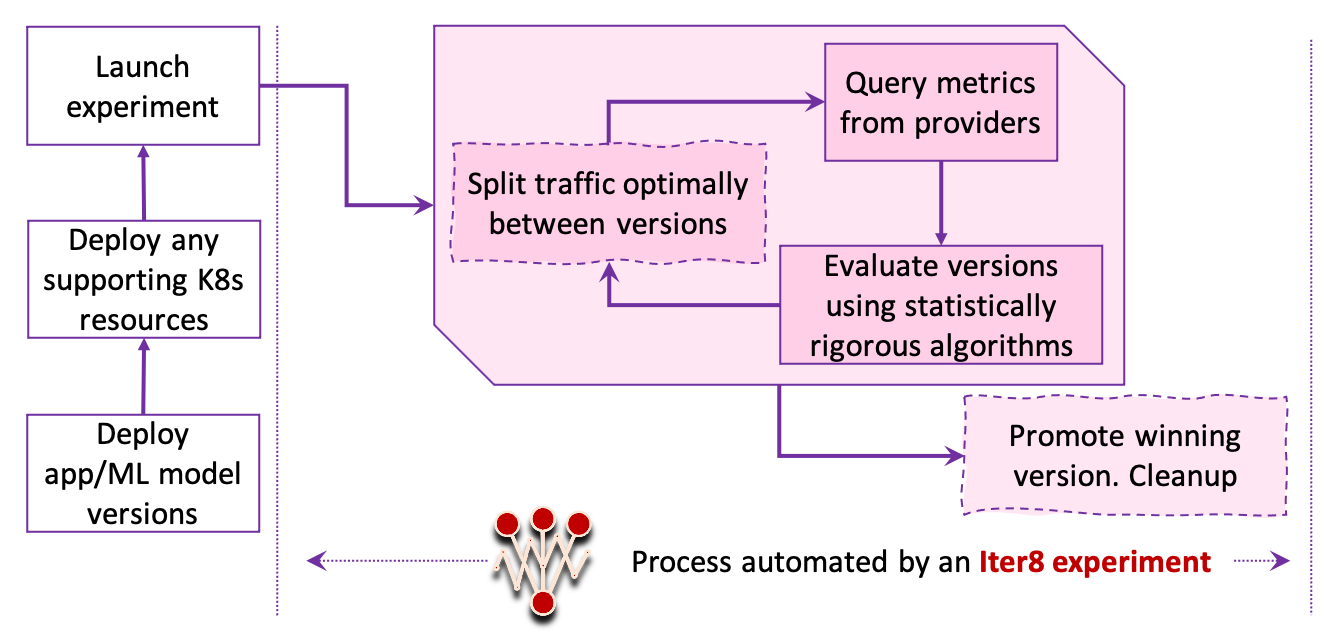 Launch
experiment
Deploy any
supporting K8s
resources
Deploy
app/ML model
versions
Split traffic optimally
between versions
Query metrics
from providers
Evaluate versions
using statistically
rigorous algorithms
Promote winning
version. Cleanup
Process automated by an Iter8 experiment